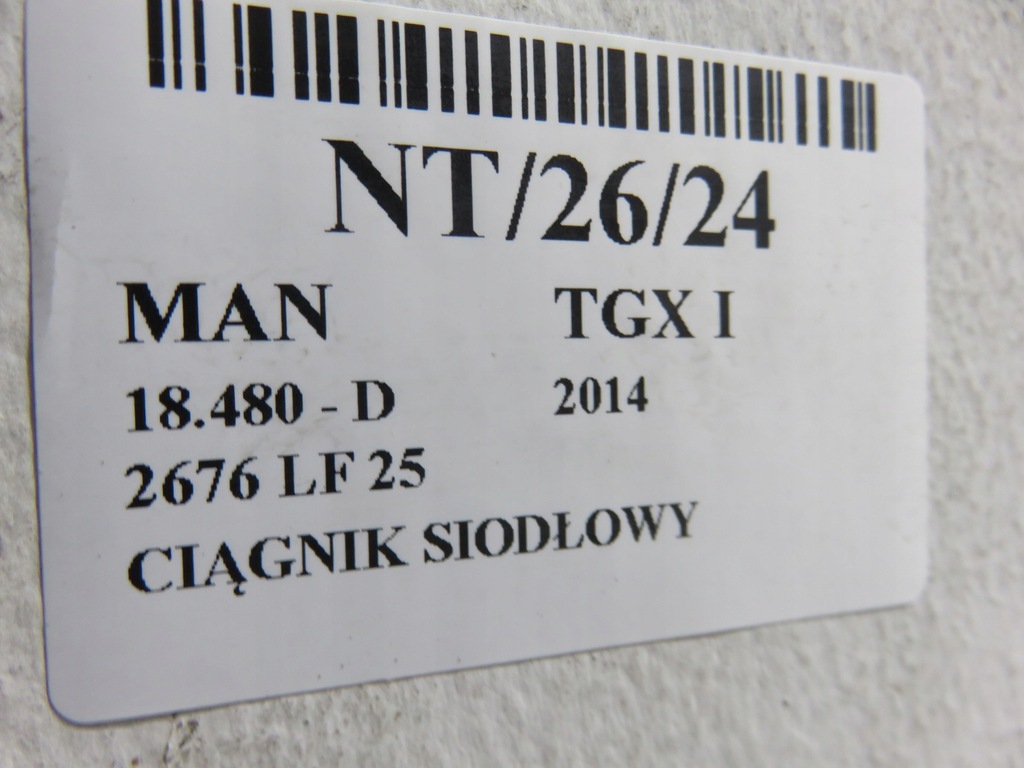 NT/26/24
MAN TGX I
18.480 - D 2014
2676 LF 25
CIĄGNIK SIODŁOWY